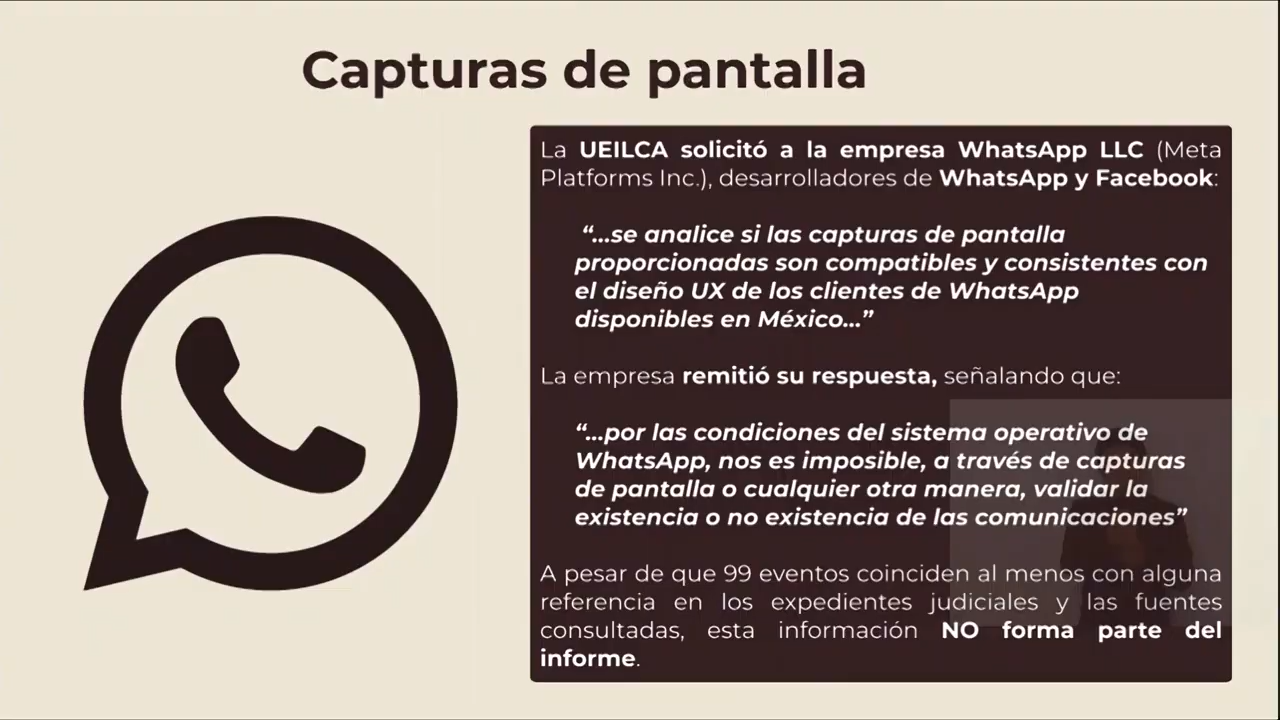 Capturas de pantalla
La UEILCA solicitó a la empresa WhatsApp LLC (Meta
Platforms Inc.), desarrolladores de WhatsApp y Facebook:
“...se analice si las capturas de pantalla
proporcionadas son compatibles y consistentes con
el diseño UX de los clientes de WhatsApp
disponibles en México...”
La empresa remitió su respuesta, señalando que:
“...por las condiciones del sistema operativo de
WhatsApp, nos es imposible, a través de capturas
de pantalla o cualquier otra manera, validar la
existencia o no existencia de las comunicaciones”
A pesar de que 99 eventos coinciden al menos con alguna
referencia en los expedientes judiciales y las fuentes
consultadas, esta información NO forma parte del
informe.